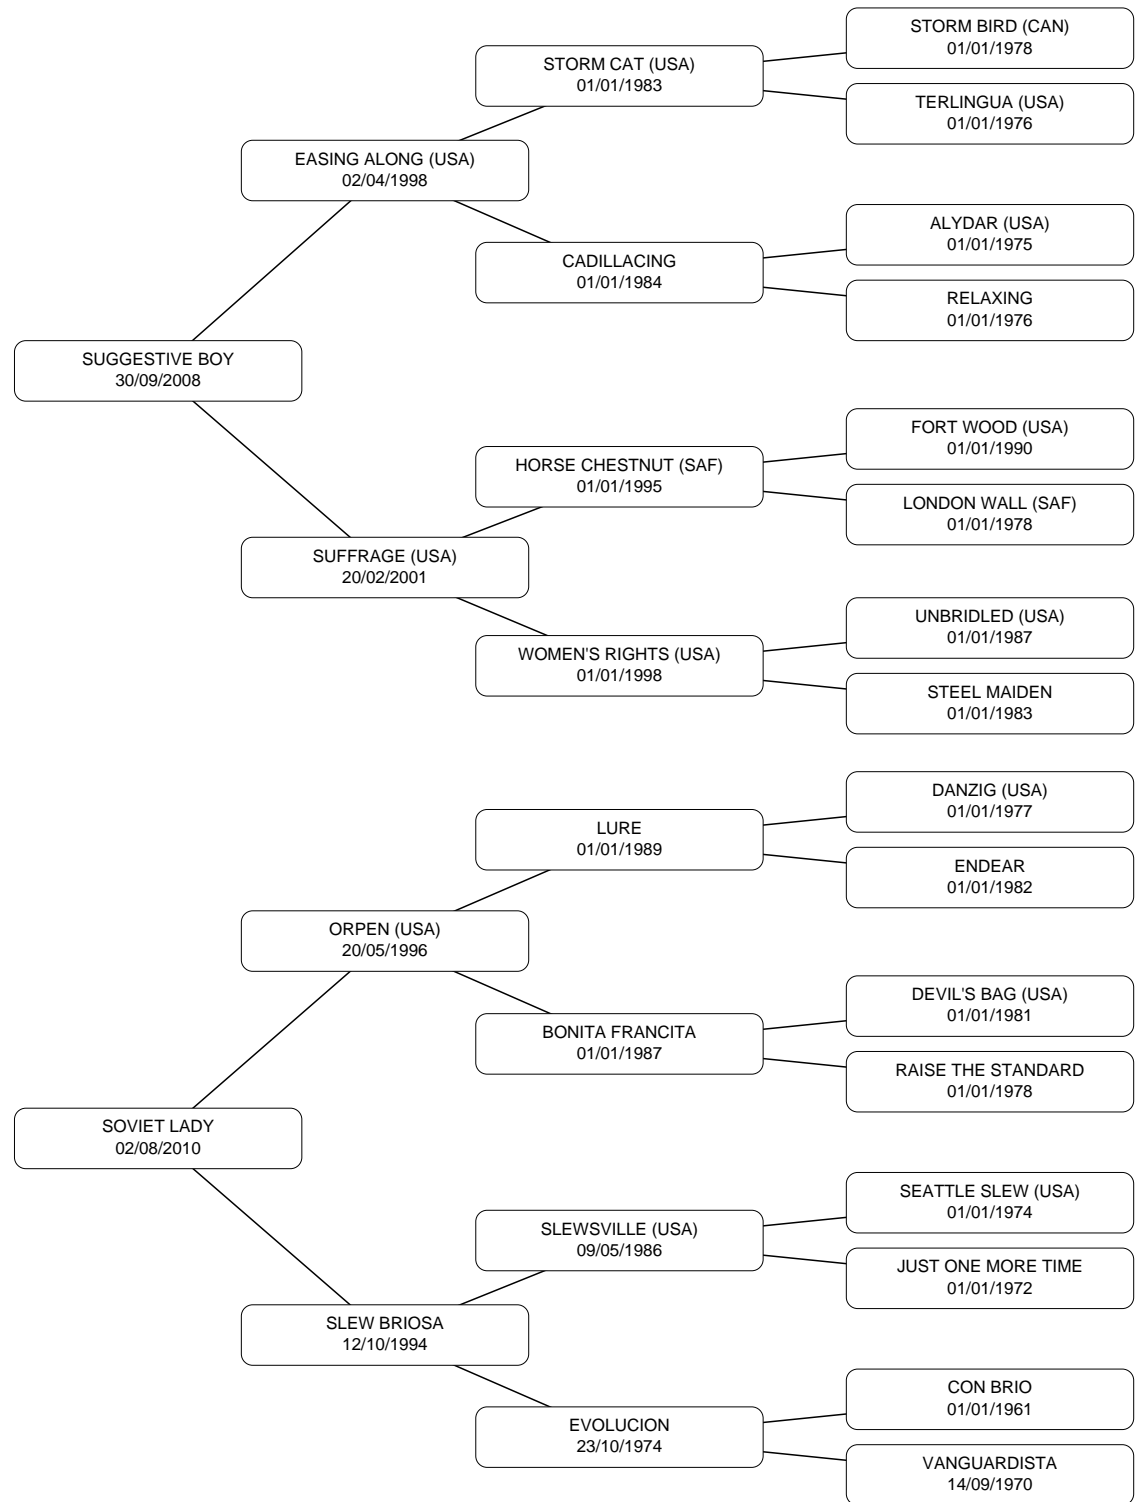 STORM BIRD (CAN)
01/01/1978
STORM CAT (USA)
01/01/1983
TERLINGUA (USA)
01/01/1976
EASING ALONG (USA)
02/04/1998
ALYDAR (USA)
01/01/1975
CADILLACING
01/01/1984
RELAXING
01/01/1976
SUGGESTIVE BOY
30/09/2008
FORT WOOD (USA)
01/01/1990
HORSE CHESTNUT (SAF)
01/01/1995
LONDON WALL (SAF)
01/01/1978
SUFFRAGE (USA)
20/02/2001
UNBRIDLED (USA)
01/01/1987
WOMEN'S RIGHTS (USA)
01/01/1998
STEEL MAIDEN
01/01/1983
DANZIG (USA)
01/01/1977
LURE
01/01/1989
ENDEAR
01/01/1982
ORPEN (USA)
20/05/1996
DEVIL'S BAG (USA)
01/01/1981
BONITA FRANCITA
01/01/1987
RAISE THE STANDARD
01/01/1978
SOVIET LADY
02/08/2010
SEATTLE SLEW (USA)
01/01/1974
SLEWSVILLE (USA)
09/05/1986
JUST ONE MORE TIME
01/01/1972
SLEW BRIOSA
12/10/1994
CON BRIO
01/01/1961
EVOLUCION
23/10/1974
VANGUARDISTA
14/09/1970